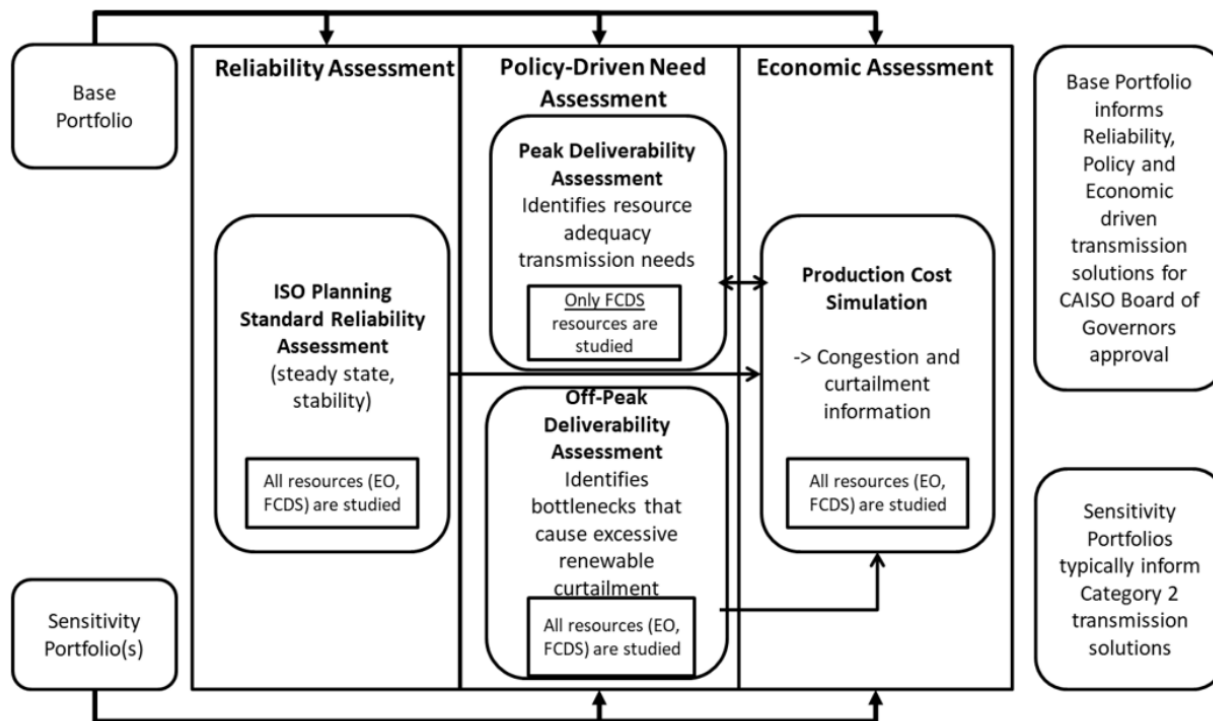 Base
Portfolio
Sensitivity
Portfolio(s)
Reliability Assessment
ISO Planning
Standard Reliability
Assessment
(steady state,
stability)
All resources (EO,
FCDS) are studied
Policy-Driven Need
Assessment
Peak Deliverability
Assessment
Identifies resource
adequacy
transmission needs
Only FCDS
resources are
studied
Off-Peak
Deliverability
Assessment
Identifies
bottlenecks that
cause excessive
renewable
curtailment
All resources (EO,
FCDS) are studied
Economic Assessment
Production Cost
Simulation
-> Congestion and
curtailment
information
All resources (EO,
FCDS) are studied
Base Portfolio
informs
Reliability,
Policy and
Economic
driven
transmission
solutions for
CAISO Board of
Governors
approval
Sensitivity
Portfolios
typically inform
Category 2
transmission
solutions